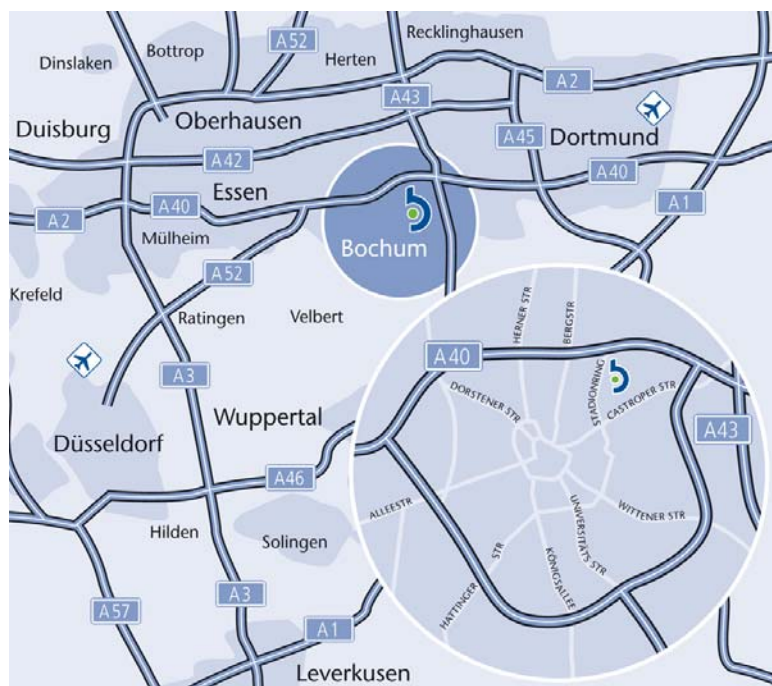 Recklinghausen
A52
Bottrop
Herten
Dinslaken
A2
A43
Oberhausen
Duisburg
A45
Dortmund
A42
A40
Essen
A1
A2
A40
Mülheim
Bochum
A52
Krefeld
Ratingen
Velbert
A3
Wuppertal
Düsseldorf
A46
Hilden
Solingen
A57
A3
A1
Leverkusen
HERNER STR
BERGSTR
A40
STADIONRING
DORSTENER STR
CASTROPER STR
A43
ALLEESTR
WITTENER STR
UNIVERSITÄTS STR
HATTINGER STR
KÖNIGSALLEE